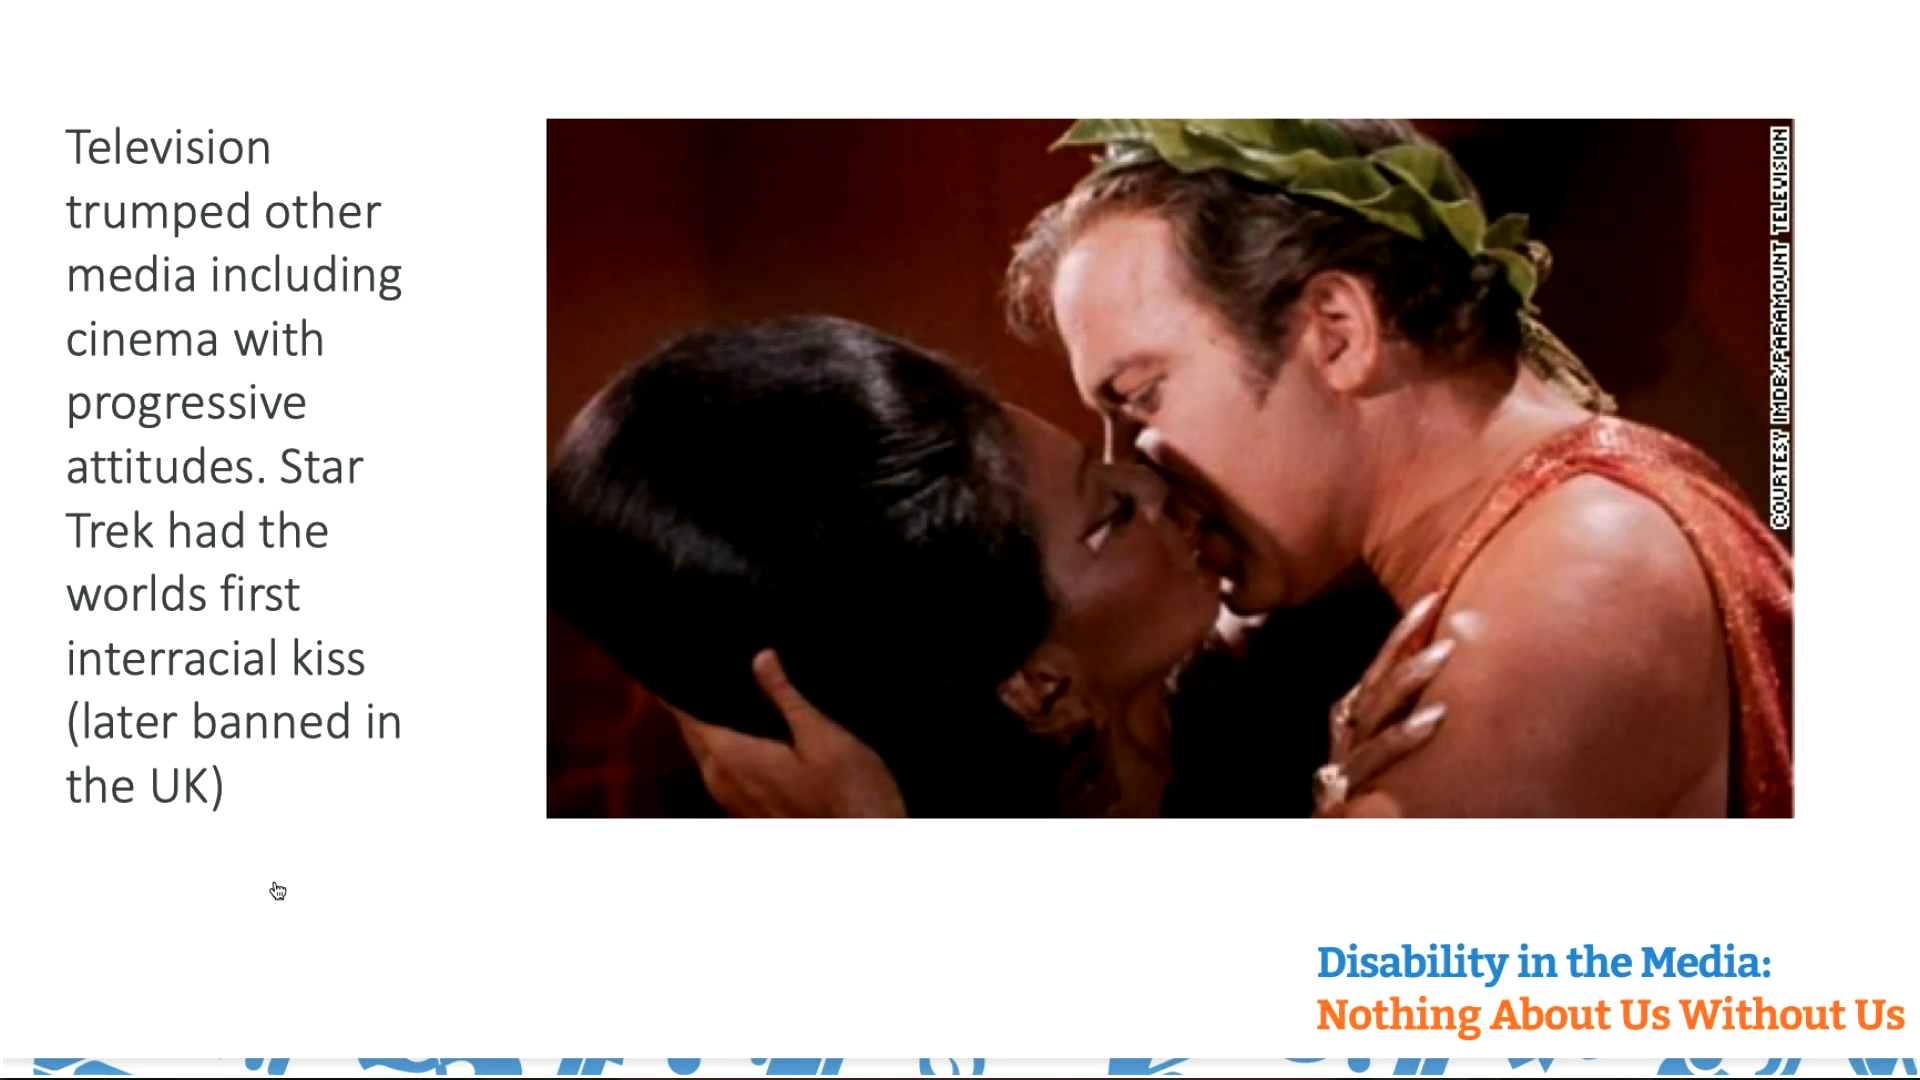 Television
trumped other
media including
cinema with
progressive
attitudes. Star
Trek had the
worlds first
interracial kiss
(later banned in
the UK)
COURTESY IMDB/PARAMOUNT TELEVISION
Disability in the Media:
Nothing About Us Without Us